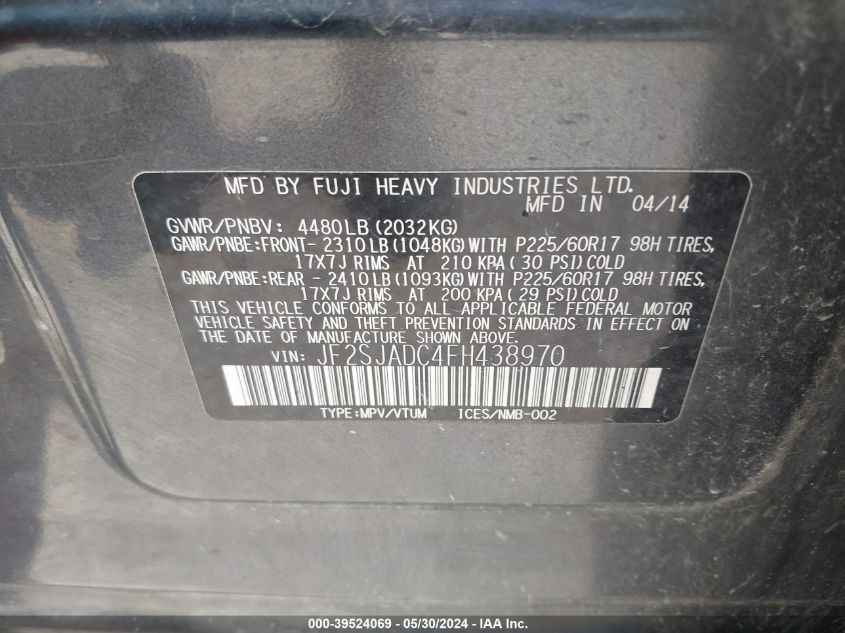 MFD BY FUJI HEAVY INDUSTRIES LTD.
MFD IN 04/14
GVWR/PNBV: 4480LB(2032KG)
GAWR/PNBE:FRONT- 2310LB(1048KG)WITH P225/60R17 98H TIRES,
17X7J RIMS AT 210 KPA(30 PSI)COLD
GAWR/PNBE:REAR - 2410LB(1093KG)WITH P225/60R17 98H TIRES,
17X7J RIMS AT 200 KPA(29 PSI)COLD
THIS VEHICLE CONFORMS TO ALL APPLICABLE FEDERAL MOTOR
VEHICLE SAFETY AND THEFT PREVENTION STANDARDS IN EFFECT ON
THE DATE OF MANUFACTURE SHOWN ABOVE.
VIN: JF2SJADC4FH438970
TYPE:MPV/VTUM ICES/NMB-002
000-39524069 - 05/30/2024 - IAA Inc.